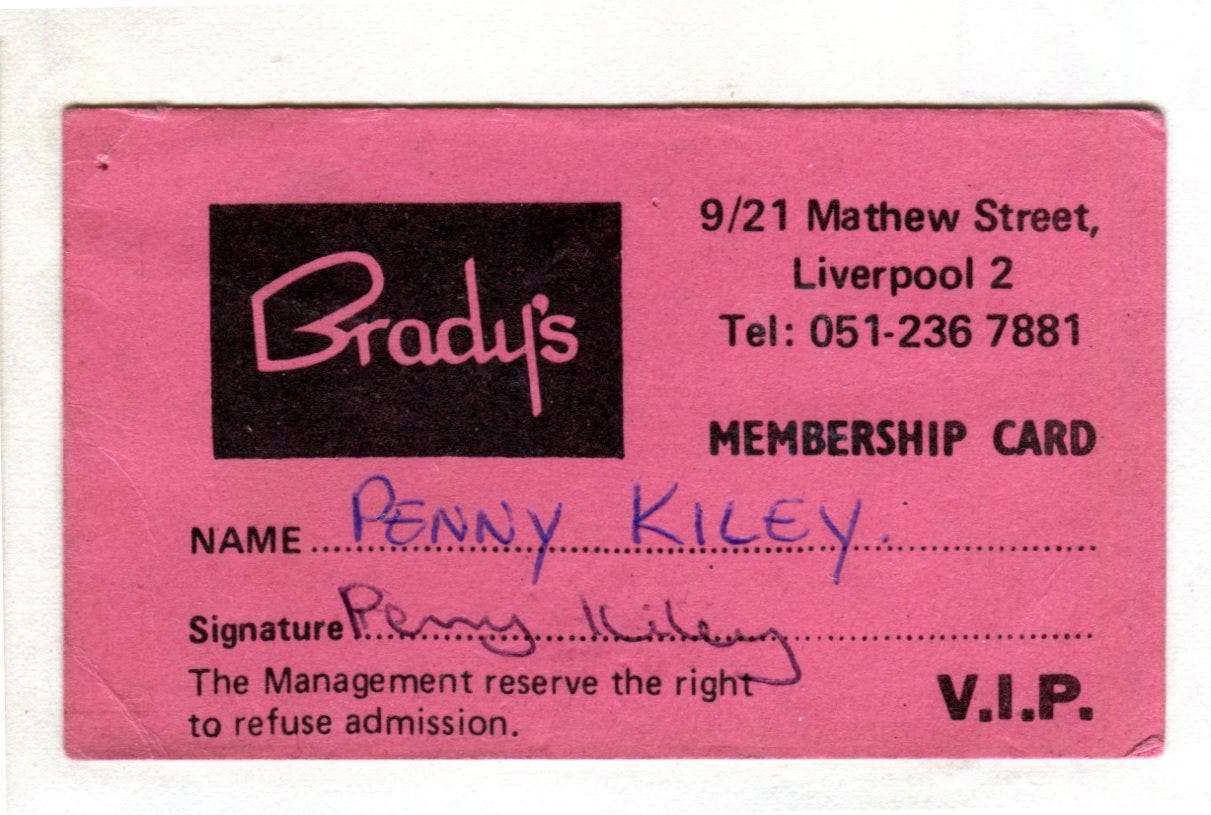 Brady's
9/21 Mathew Street,
Liverpool 2
Tel: 051-236 7881
MEMBERSHIP CARD
NAME PENNY KILEY.
Signature Penny Kiley
The Management reserve the right
to refuse admission.
V.I.P.